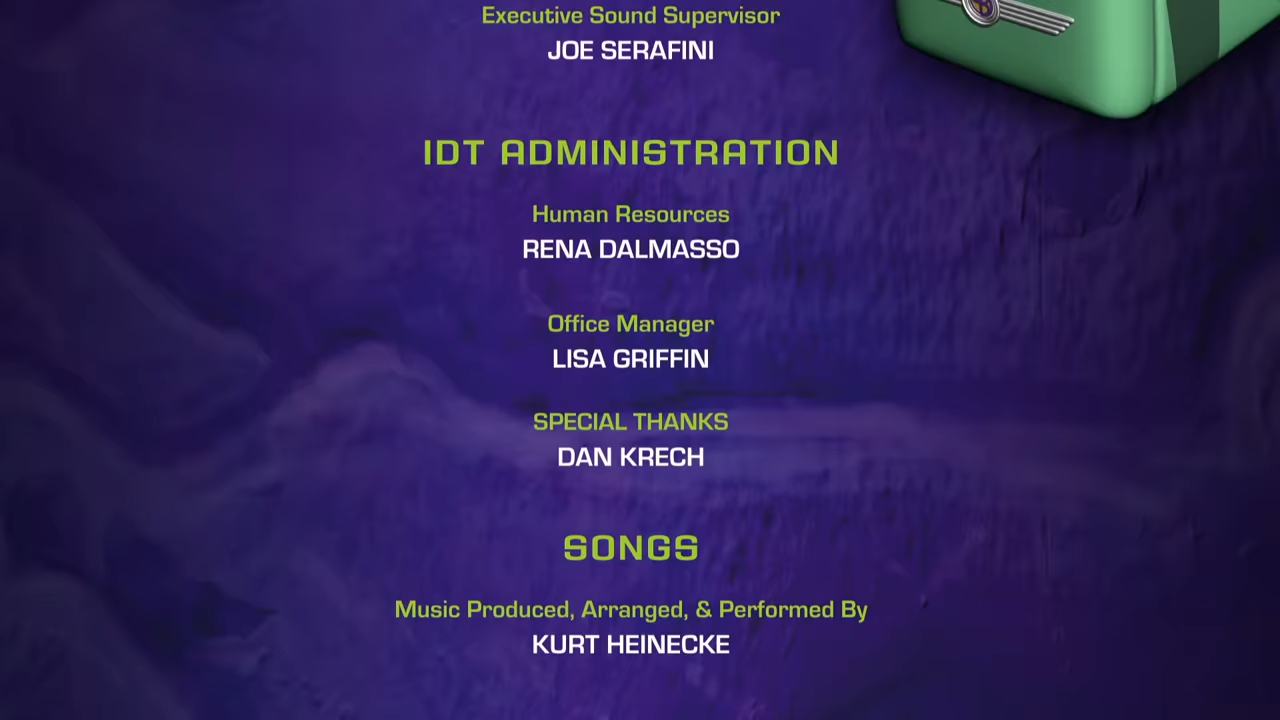 Executive Sound Supervisor
JOE SERAFINI
IDT ADMINISTRATION
Human Resources
RENA DALMASSO
Office Manager
LISA GRIFFIN
SPECIAL THANKS
DAN KRECH
SONGS
Music Produced, Arranged, & Performed By
KURT HEINECKE